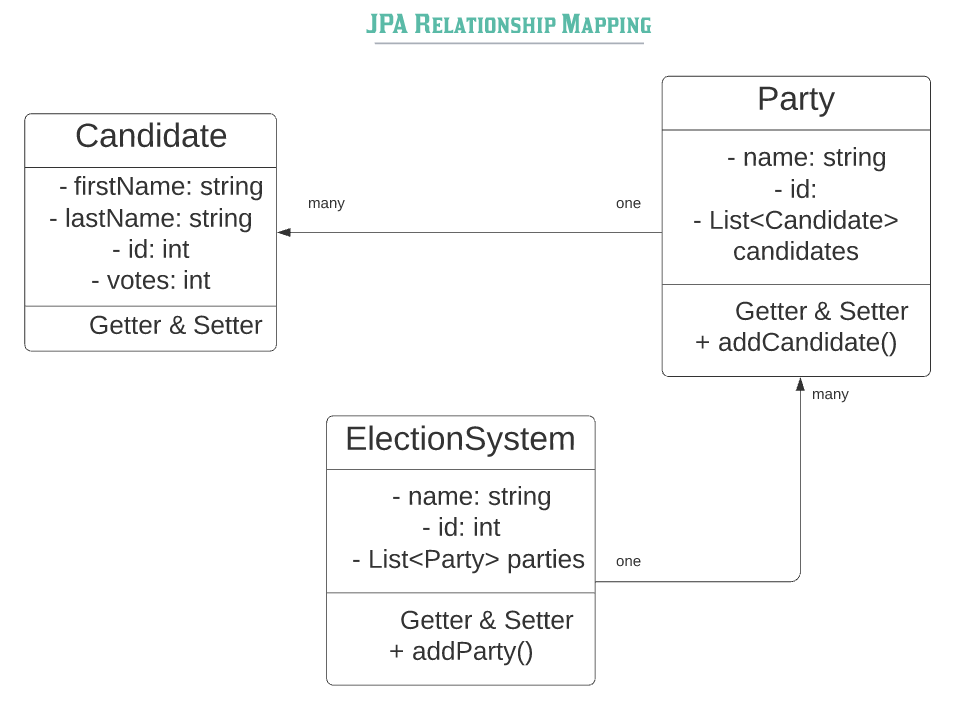 JPA Relationship Mapping
Candidate
- firstName: string
- lastName: string
- id: int
- votes: int
Getter & Setter
many
one
Party
- name: string
- id:
- List<Candidate>
candidates
Getter & Setter
+ addCandidate()
many
ElectionSystem
- name: string
- id: int
- List<Party> parties
Getter & Setter
+ addParty()
one